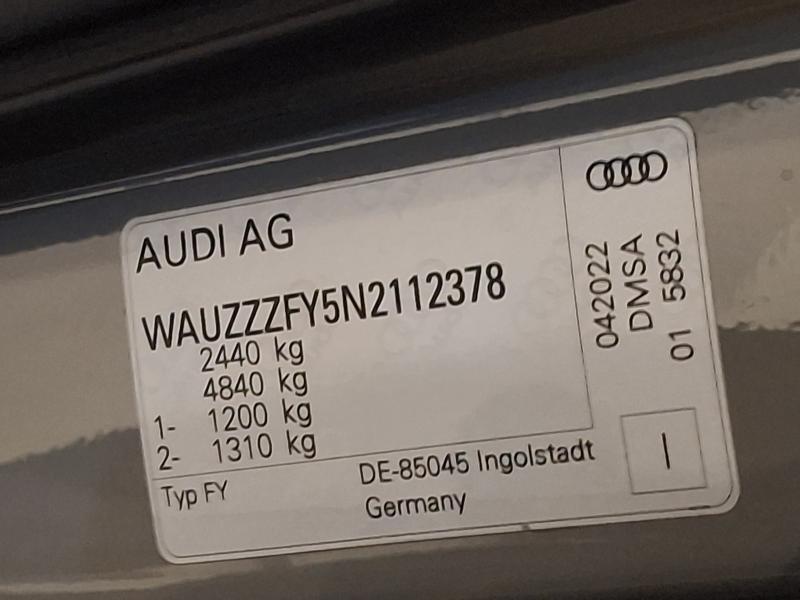 AUDI AG
WAUZZZFY5N2112378
2440 kg
4840 kg
1- 1200 kg
2- 1310 kg
Typ FY
DE-85045 Ingolstadt
Germany
042022
DMSA
01 5832
I